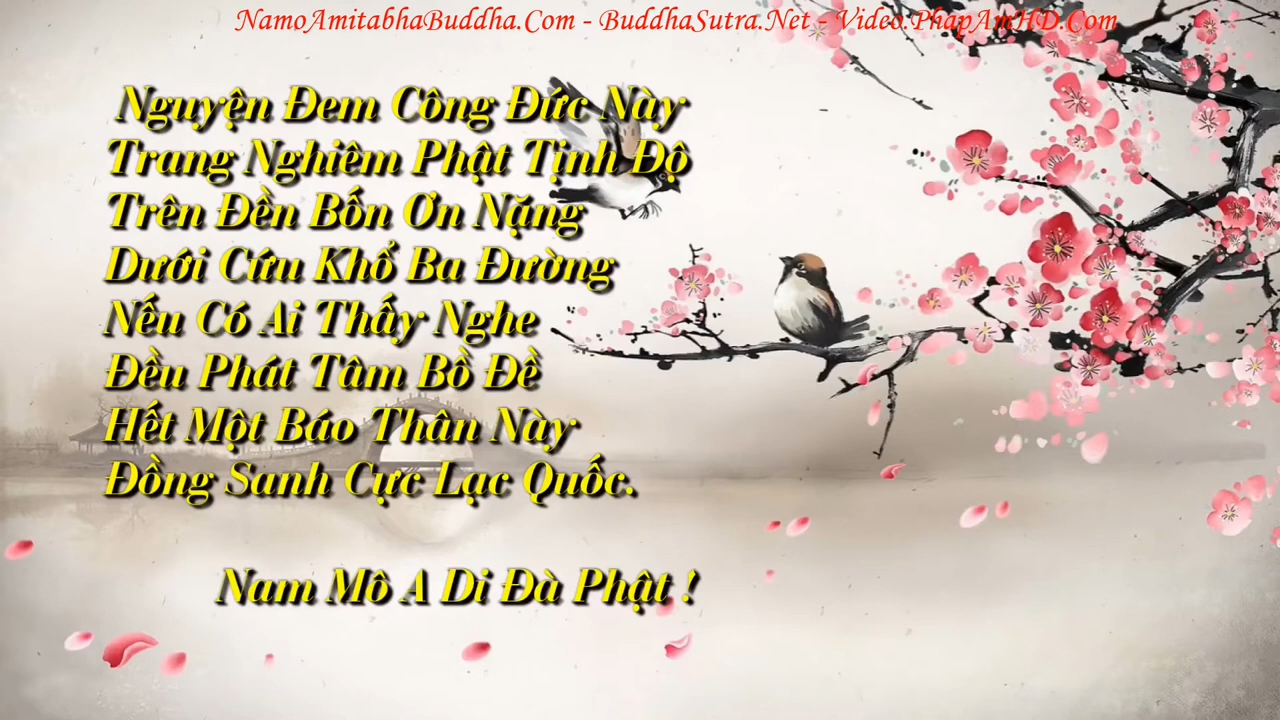 NamoAmitabhaBuddha.Com - BuddhaSutra.Net - Video.PhapAmHD.Com
Nguyện Đem Công Đức Này
Trang Nghiêm Phật Tịnh Độ
Trên Đền Bốn Ơn Nặng
Dưới Cứu Khổ Ba Đường
Nếu Có Ai Thấy Nghe
Đều Phát Tâm Bồ Đề
Hết Một Báo Thân Này
Đồng Sanh Cực Lạc Quốc.
Nam Mô A Di Đà Phật !